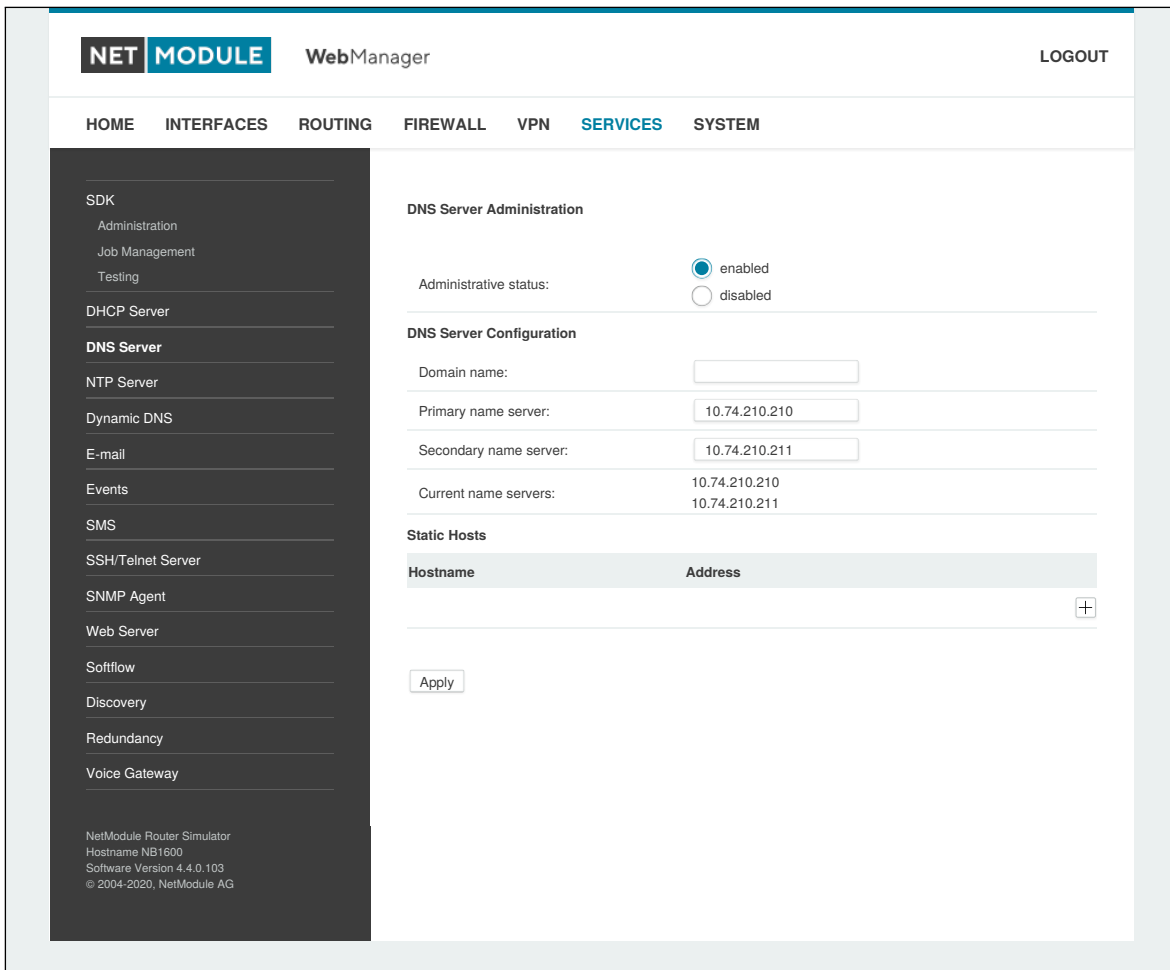 NET MODULE WebManager LOGOUT
HOME INTERFACES ROUTING FIREWALL VPN SERVICES SYSTEM
SDK
Administration
Job Management
Testing
DHCP Server
DNS Server
NTP Server
Dynamic DNS
E-mail
Events
SMS
SSH/Telnet Server
SNMP Agent
Web Server
Softflow
Discovery
Redundancy
Voice Gateway
NetModule Router Simulator
Hostname NB1600
Software Version 4.4.0.103
© 2004-2020, NetModule AG
DNS Server Administration
Administrative status:
enabled
disabled
DNS Server Configuration
Domain name:
Primary name server: 10.74.210.210
Secondary name server: 10.74.210.211
Current name servers:
10.74.210.210
10.74.210.211
Static Hosts
Hostname Address
Apply